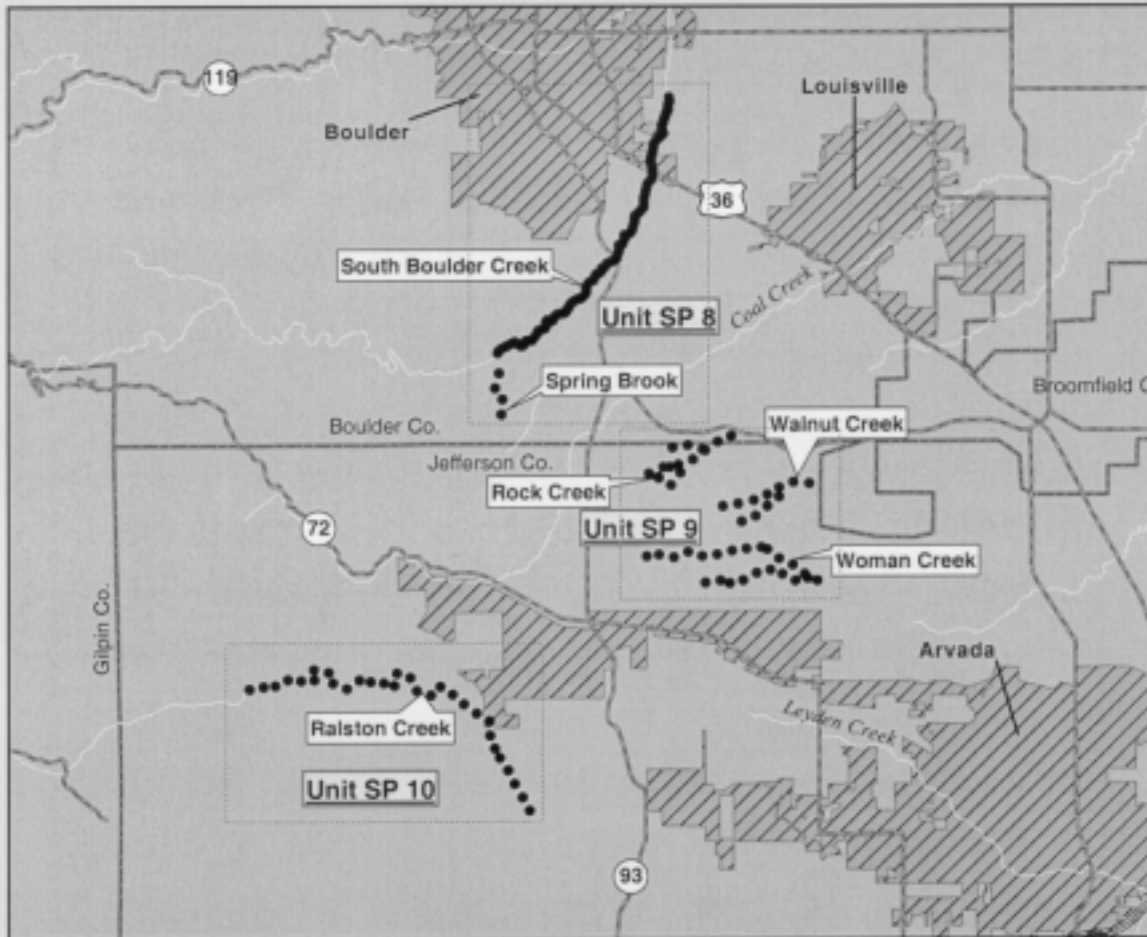 119
Boulder
Louisville
36
South Boulder Creek
Unit SP 8
Coal Creek
Spring Brook
Broomfield C
Boulder Co.
Walnut Creek
Jefferson Co.
Rock Creek
Unit SP 9
72
Woman Creek
Gilpin Co.
Arvada
Ralston Creek
Leyden Creek
Unit SP 10
93